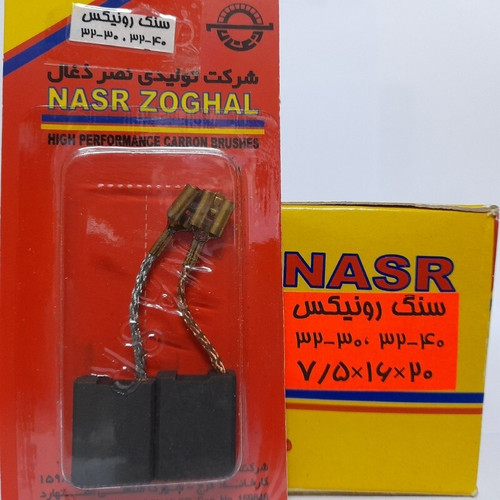 سنگ رونیکس
۳۲-۳۰ ، ۳۲-۴۰
شرکت تولیدی نصر ذغال
NASR ZOGHAL
HIGH PERFORMANCE CARBON BRUSHES
NASR
سنگ رونیکس
۳۲-۳۰ ، ۳۲-۴۰
۷/۵×۱۶×۲۰